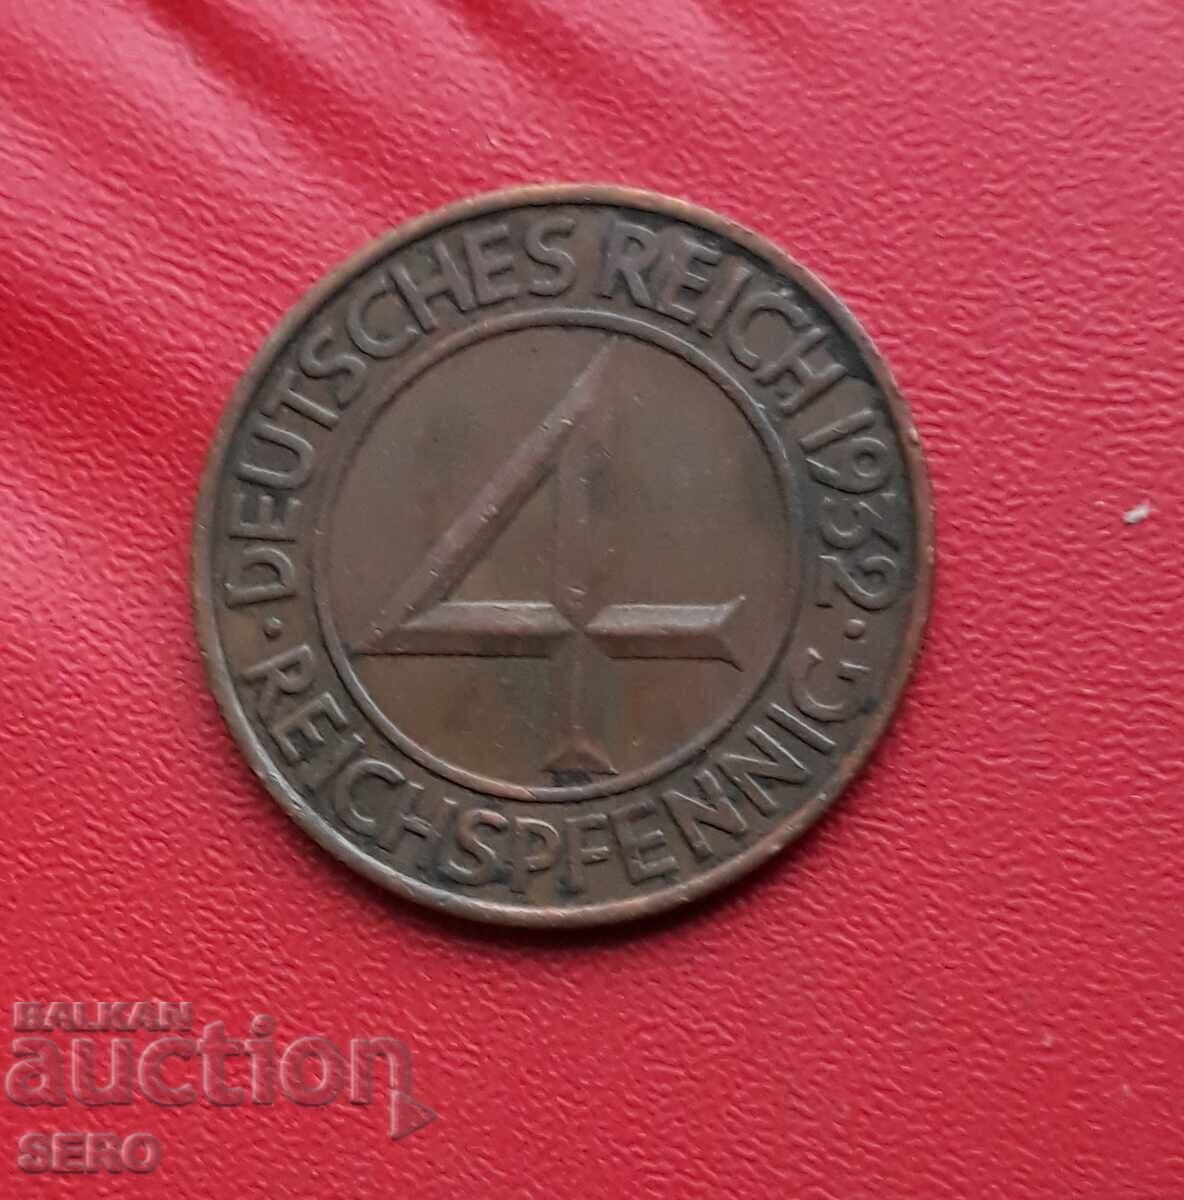 DEUTSCHES REICH 1932
4
REICHSPFENNIG
BALKAN
auction
SERO